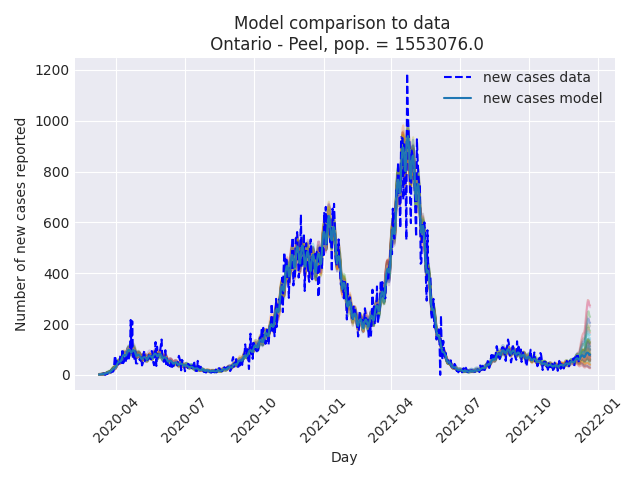 Model comparison to data
Ontario - Peel, pop. = 1553076.0
new cases data
new cases model
Number of new cases reported
1200
1000
800
600
400
200
0
2020-04
2020-07
2020-10
2021-01
2021-04
2021-07
2021-10
2022-01
Day